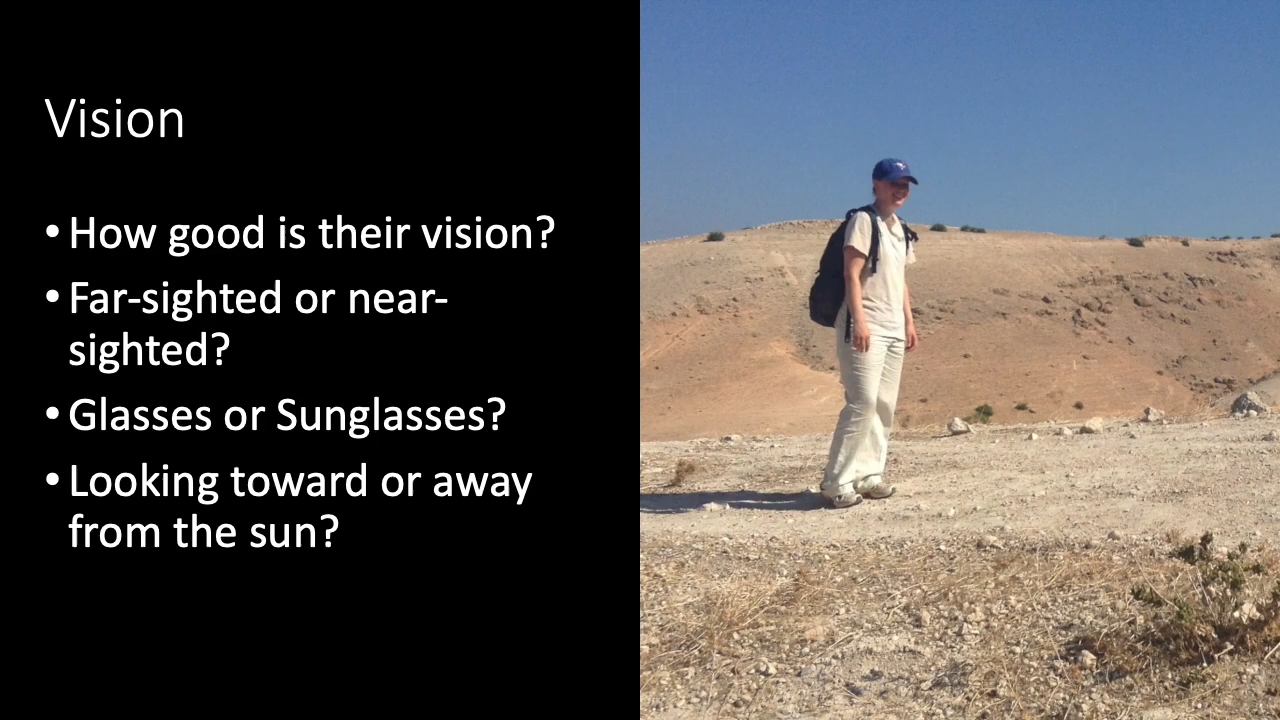 Vision
• How good is their vision?
• Far-sighted or near-
sighted?
• Glasses or Sunglasses?
• Looking toward or away
from the sun?